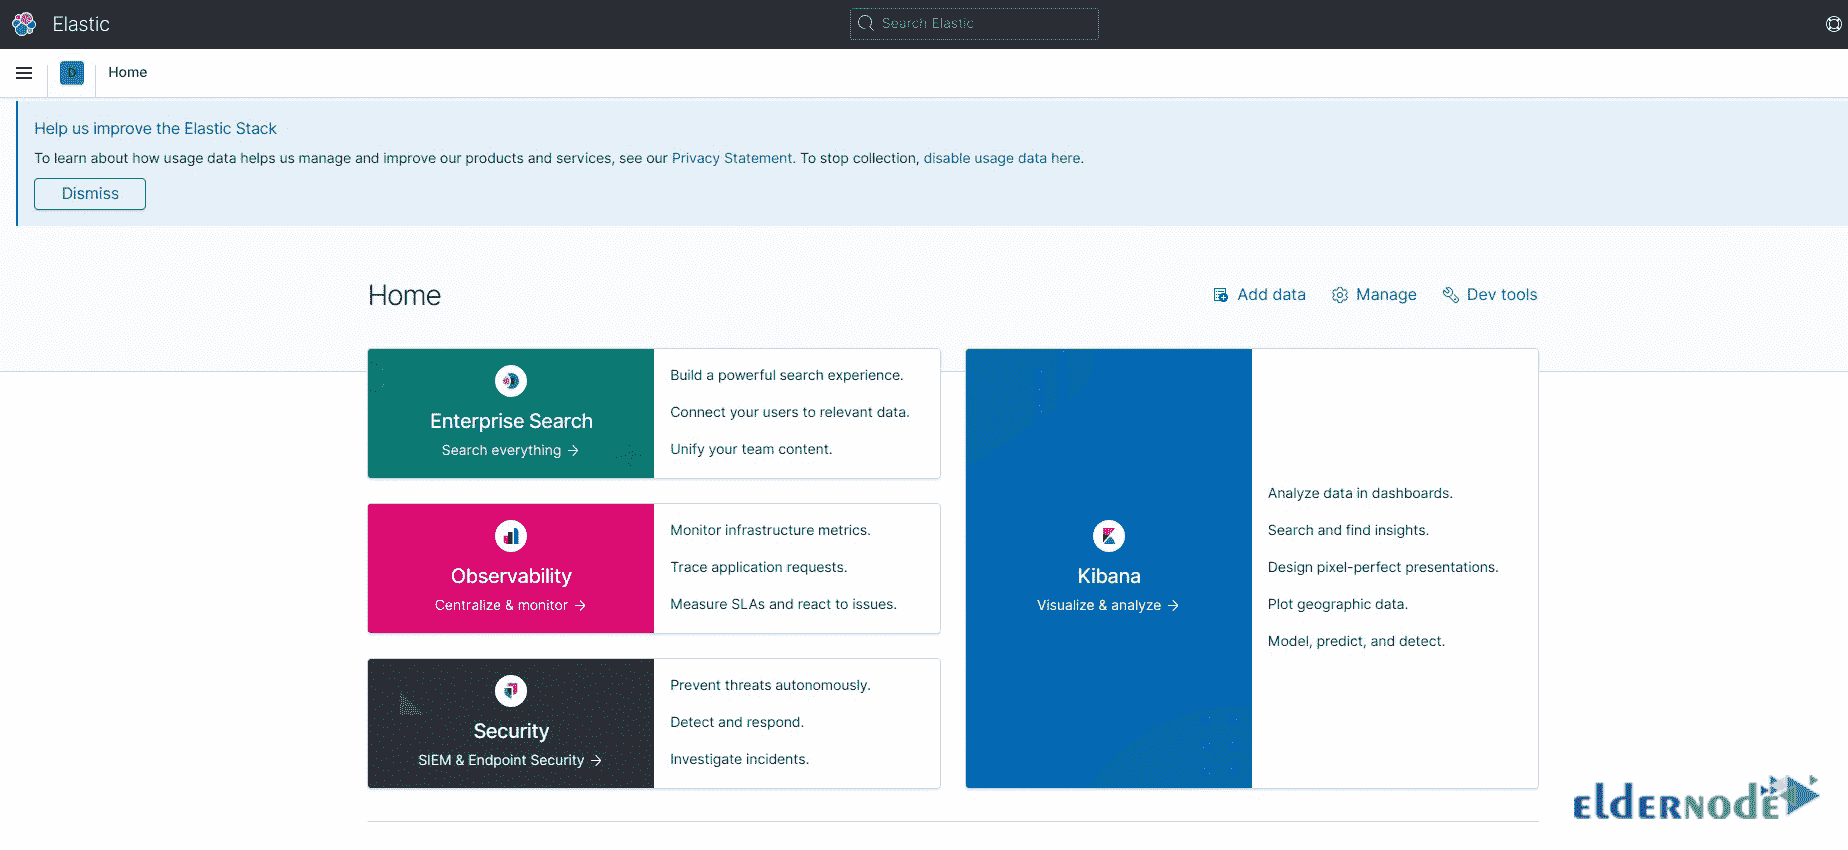 Elastic
Search Elastic
D
Home
Help us improve the Elastic Stack
To learn about how usage data helps us manage and improve our products and services, see our Privacy Statement. To stop collection, disable usage data here.
Dismiss
Home
Add data
Manage
Dev tools
Enterprise Search
Search everything →
Build a powerful search experience.
Connect your users to relevant data.
Unify your team content.
Observability
Centralize & monitor →
Monitor infrastructure metrics.
Trace application requests.
Measure SLAs and react to issues.
Security
SIEM & Endpoint Security →
Prevent threats autonomously.
Detect and respond.
Investigate incidents.
Kibana
Visualize & analyze →
Analyze data in dashboards.
Search and find insights.
Design pixel-perfect presentations.
Plot geographic data.
Model, predict, and detect.
elderNode